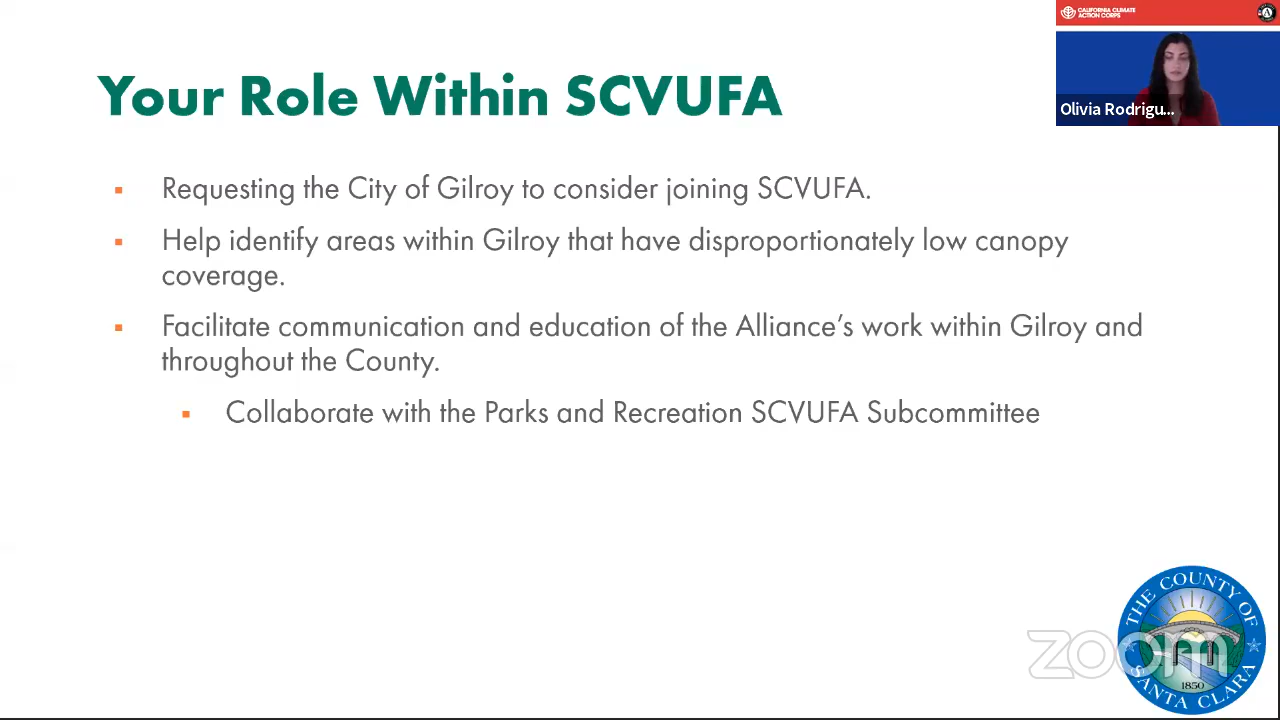 CALIFORNIA CLIMATE
ACTION CORPS
Your Role Within SCVUFA
Olivia Rodrigu...
Requesting the City of Gilroy to consider joining SCVUFA.
Help identify areas within Gilroy that have disproportionately low canopy
coverage.
Facilitate communication and education of the Alliance’s work within Gilroy and
throughout the County.
Collaborate with the Parks and Recreation SCVUFA Subcommittee
THE COUNTY OF
SANTA CLARA
1850
zoom